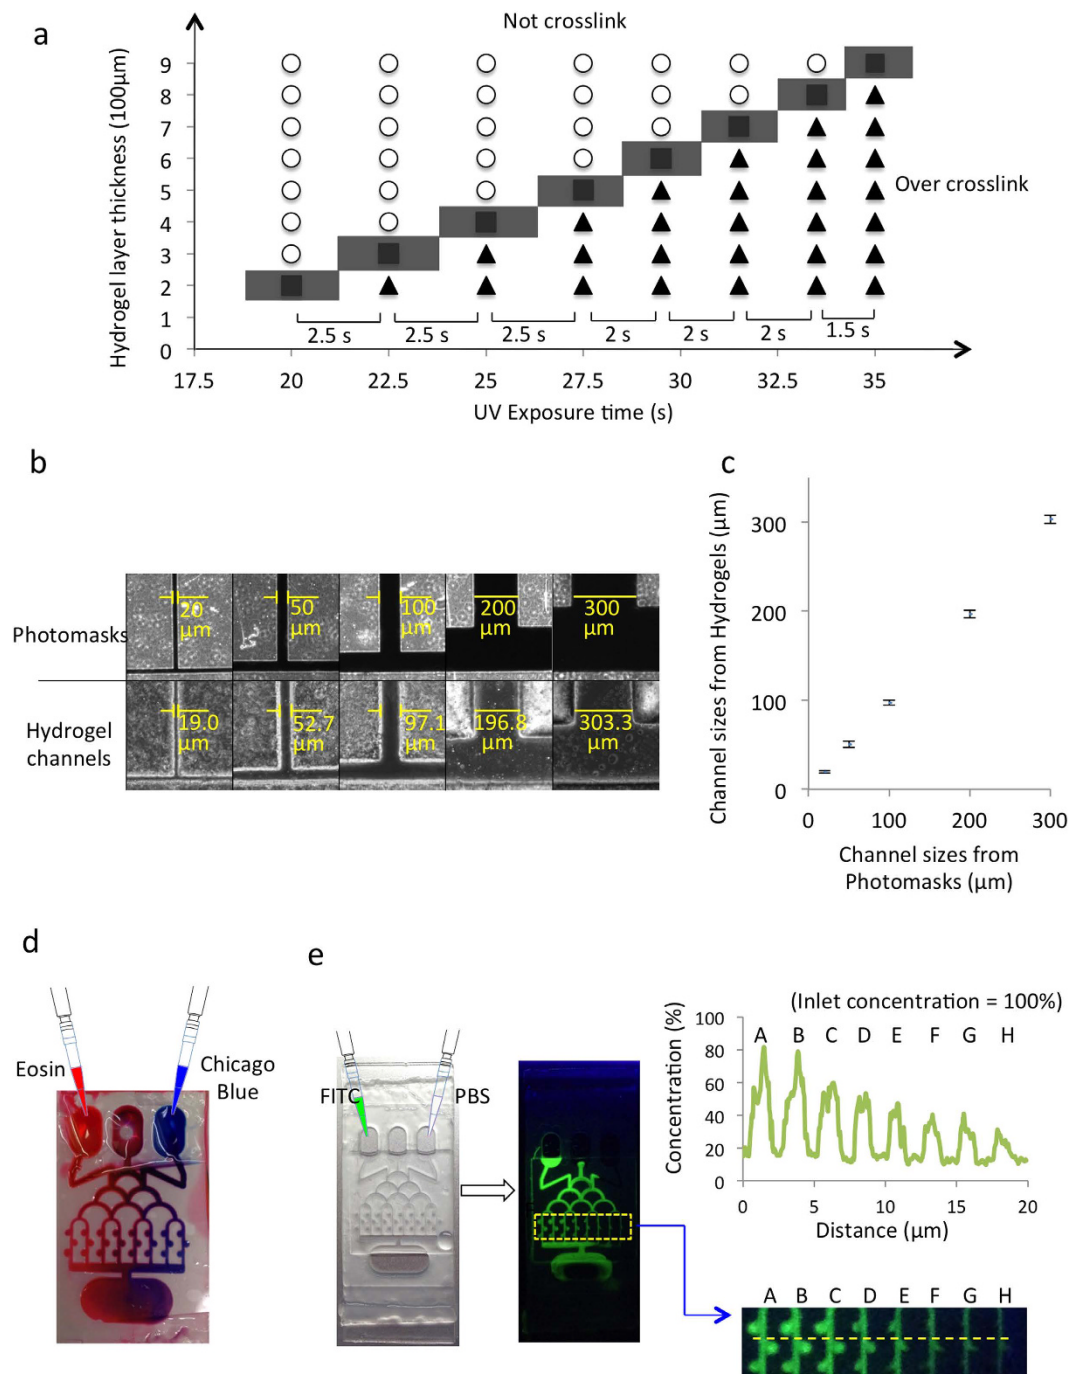 a
Not crosslink
Hydrogel layer thickness (100µm)
9
8
7
6
5
4
3
2
1
0
Over crosslink
2.5 s 2.5 s 2.5 s 2 s 2 s 2 s 1.5 s
17.5 20 22.5 25 27.5 30 32.5 35
UV Exposure time (s)
b
Photomasks
20 µm
50 µm
100 µm
200 µm
300 µm
Hydrogel channels
19.0 µm
52.7 µm
97.1 µm
196.8 µm
303.3 µm
c
Channel sizes from Hydrogels (µm)
300
200
100
0
0 100 200 300
Channel sizes from
Photomasks (µm)
d
Eosin
Chicago
Blue
e
FITC
PBS
(Inlet concentration = 100%)
Concentration (%)
100
80
60
40
20
0
A B C D E F G H
0 5 10 15 20
Distance (µm)
A B C D E F G H